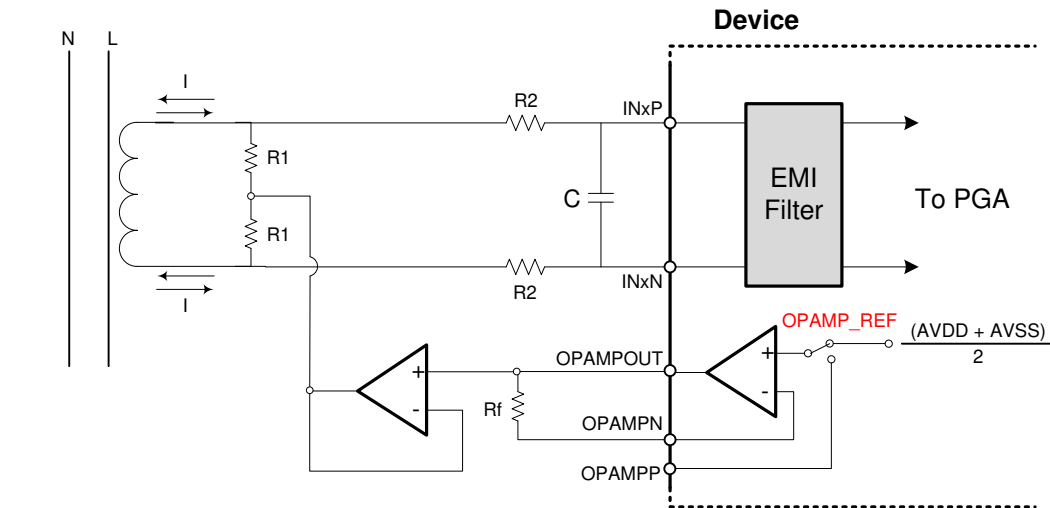 Device
N L
I
R2
INxP
R1
EMI
Filter
To PGA
C
R1
R2
INxN
I
OPAMP_REF
(AVDD + AVSS)
2
OPAMPOUT
+
+
-
-
Rf
OPAMPN
OPAMPP